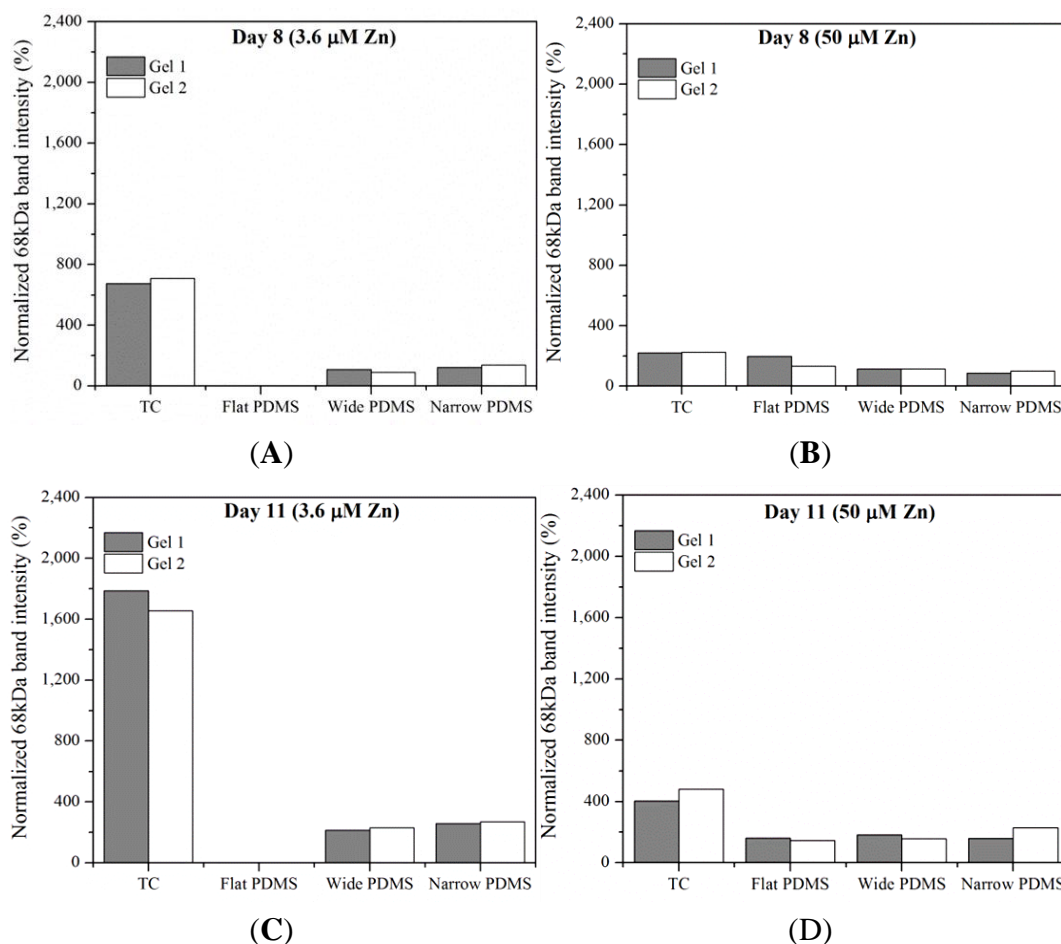 Day 8 (3.6 μM Zn)
Gel 1
Gel 2
Normalized 68kDa band intensity (%)
2,400
2,000
1,600
1,200
800
400
0
TC Flat PDMS Wide PDMS Narrow PDMS
(A)
Day 8 (50 μM Zn)
Gel 1
Gel 2
Normalized 68kDa band intensity (%)
2,400
2,000
1,600
1,200
800
400
0
TC Flat PDMS Wide PDMS Narrow PDMS
(B)
Day 11 (3.6 μM Zn)
Gel 1
Gel 2
Normalized 68kDa band intensity (%)
2,400
2,000
1,600
1,200
800
400
0
TC Flat PDMS Wide PDMS Narrow PDMS
(C)
Day 11 (50 μM Zn)
Gel 1
Gel 2
Normalized 68kDa band intensity (%)
2,400
2,000
1,600
1,200
800
400
0
TC Flat PDMS Wide PDMS Narrow PDMS
(D)